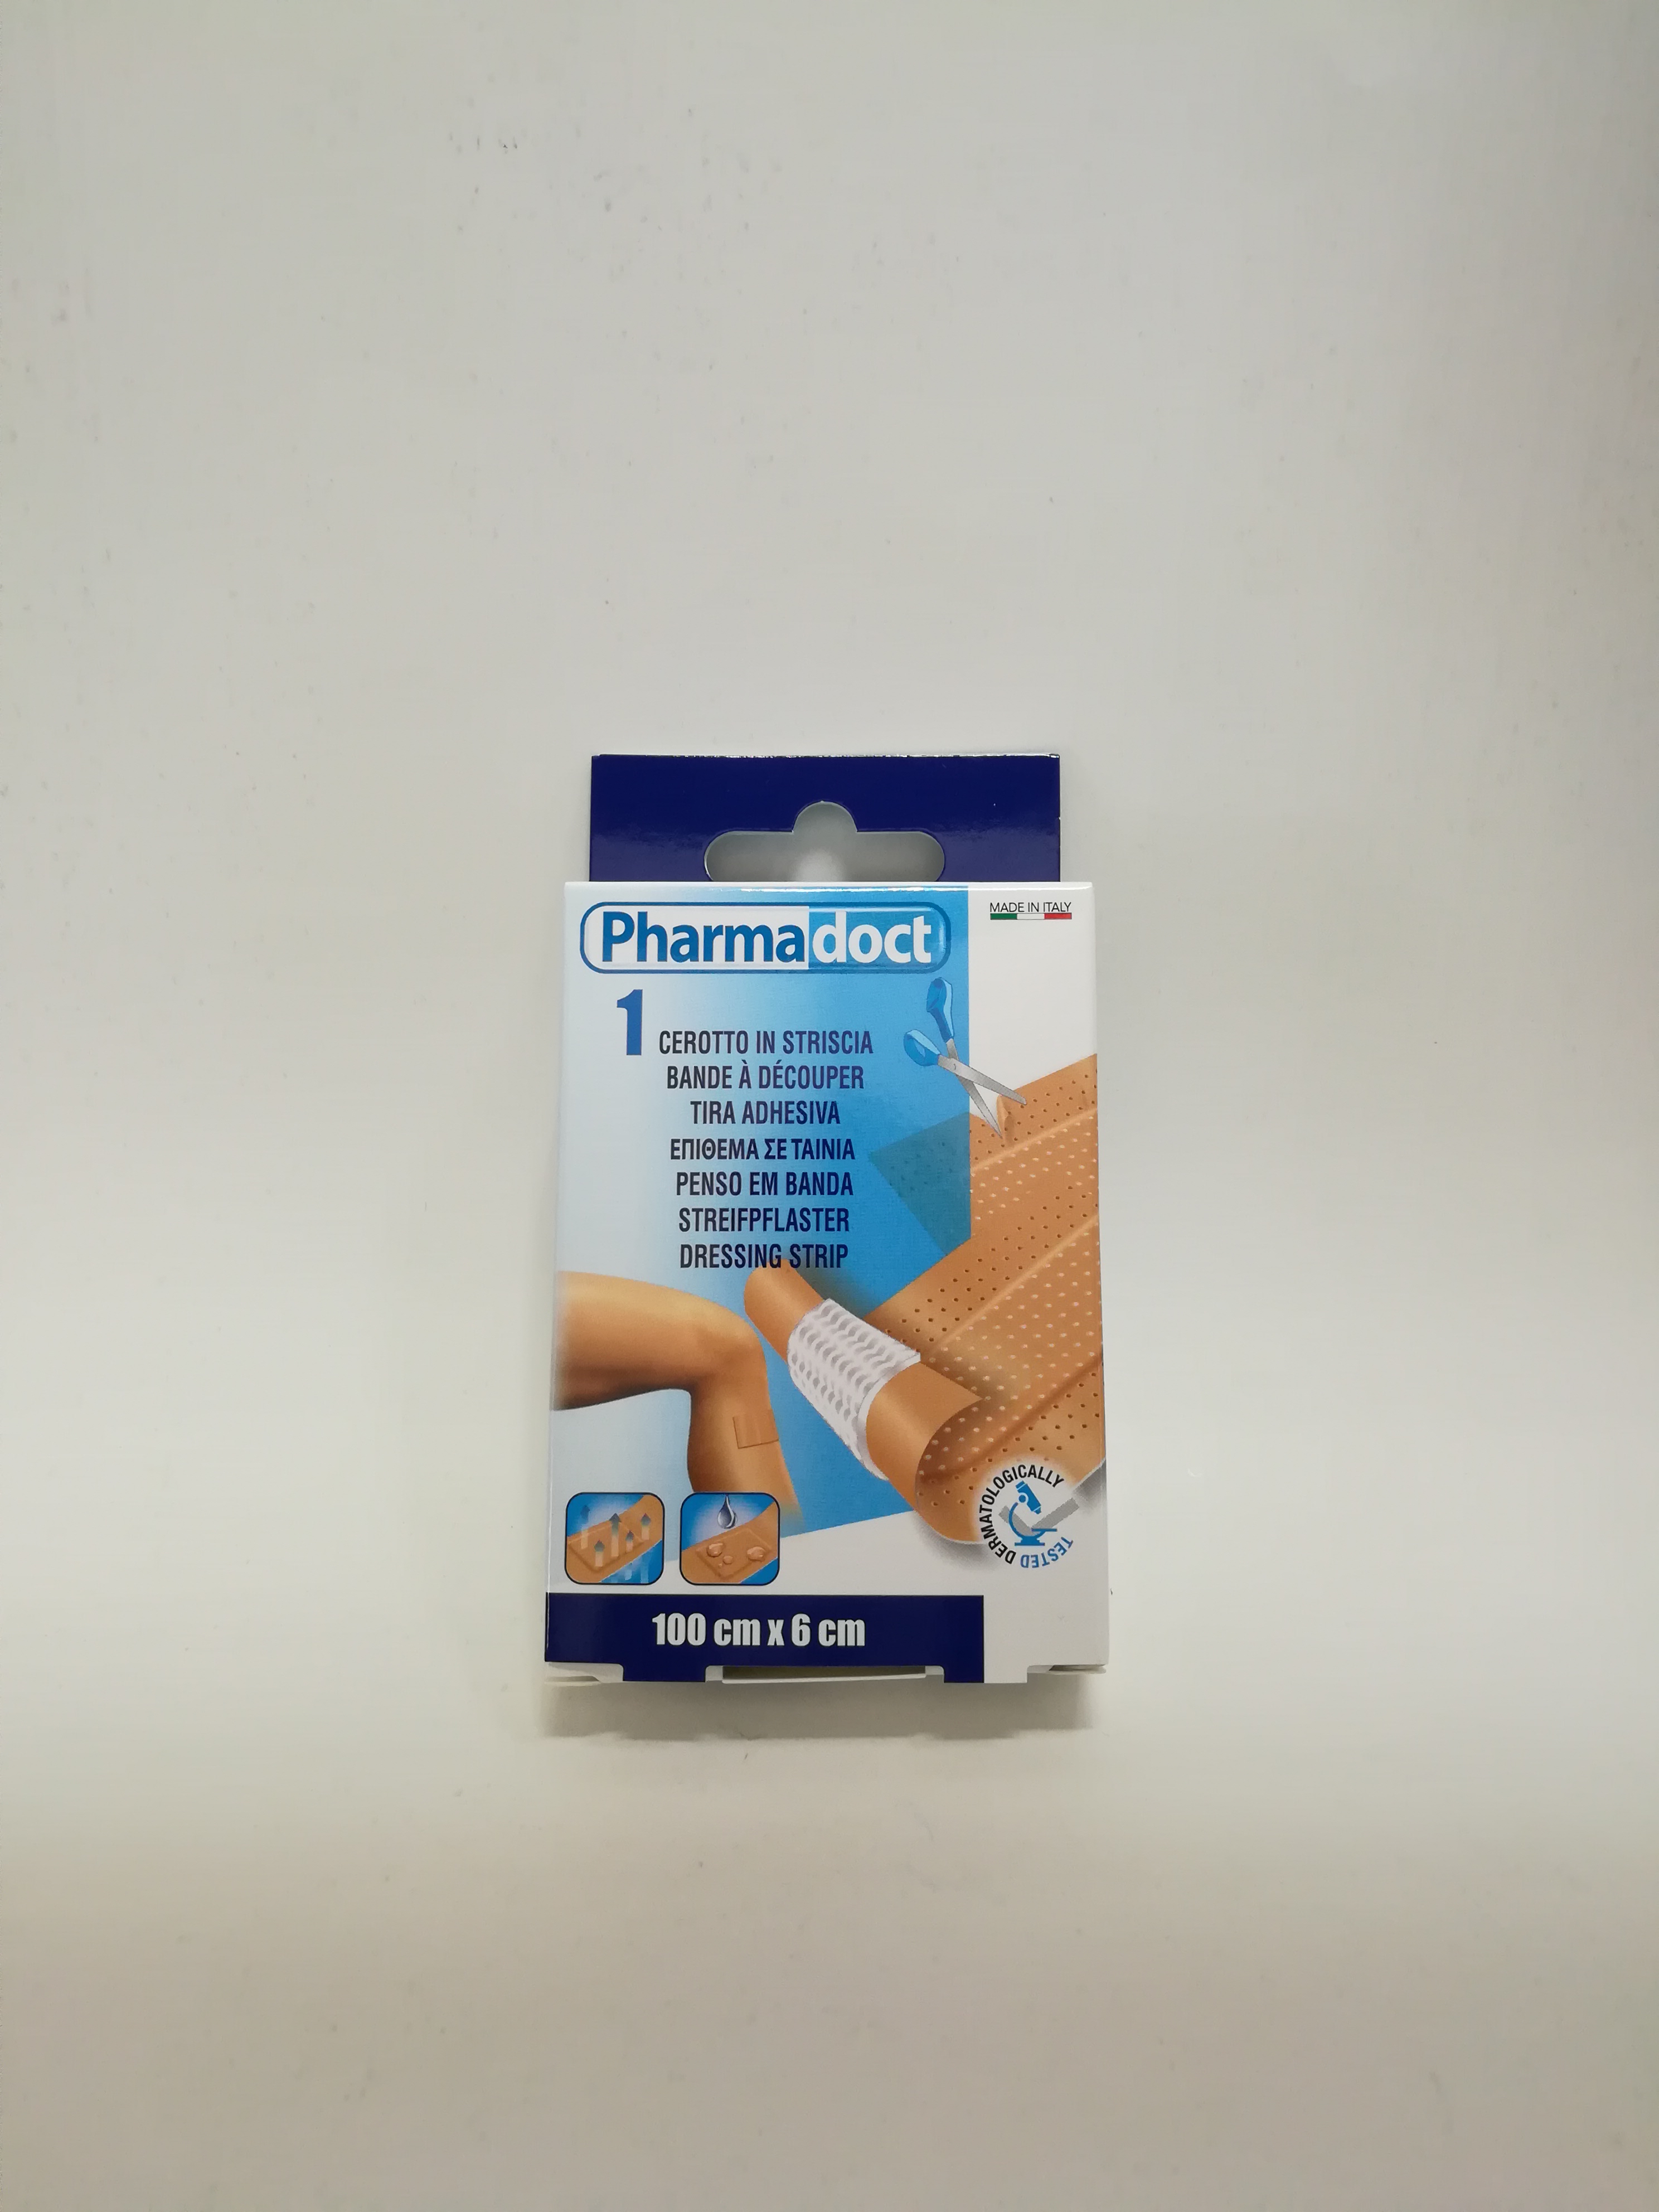 Pharmadoct
MADE IN ITALY
1 CEROTTO IN STRISCIA
BANDE À DÉCOUPER
TIRA ADHESIVA
ΕΠΙΘΕΜΑ ΣΕ ΤΑΙΝΙΑ
PENSO EM BANDA
STREIFPFLASTER
DRESSING STRIP
DERMATOLOGICALLY TESTED
100 cm x 6 cm